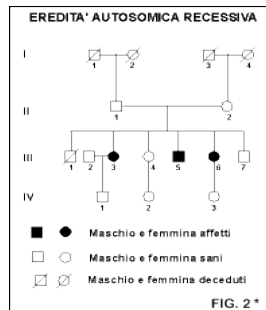 EREDITA' AUTOSOMICA RECESSIVA
I
1 2 3 4
II
1 2
III
1 2 3 4 5 6 7
IV
1 2 3
Maschio e femmina affetti
Maschio e femmina sani
Maschio e femmina deceduti
FIG. 2 *